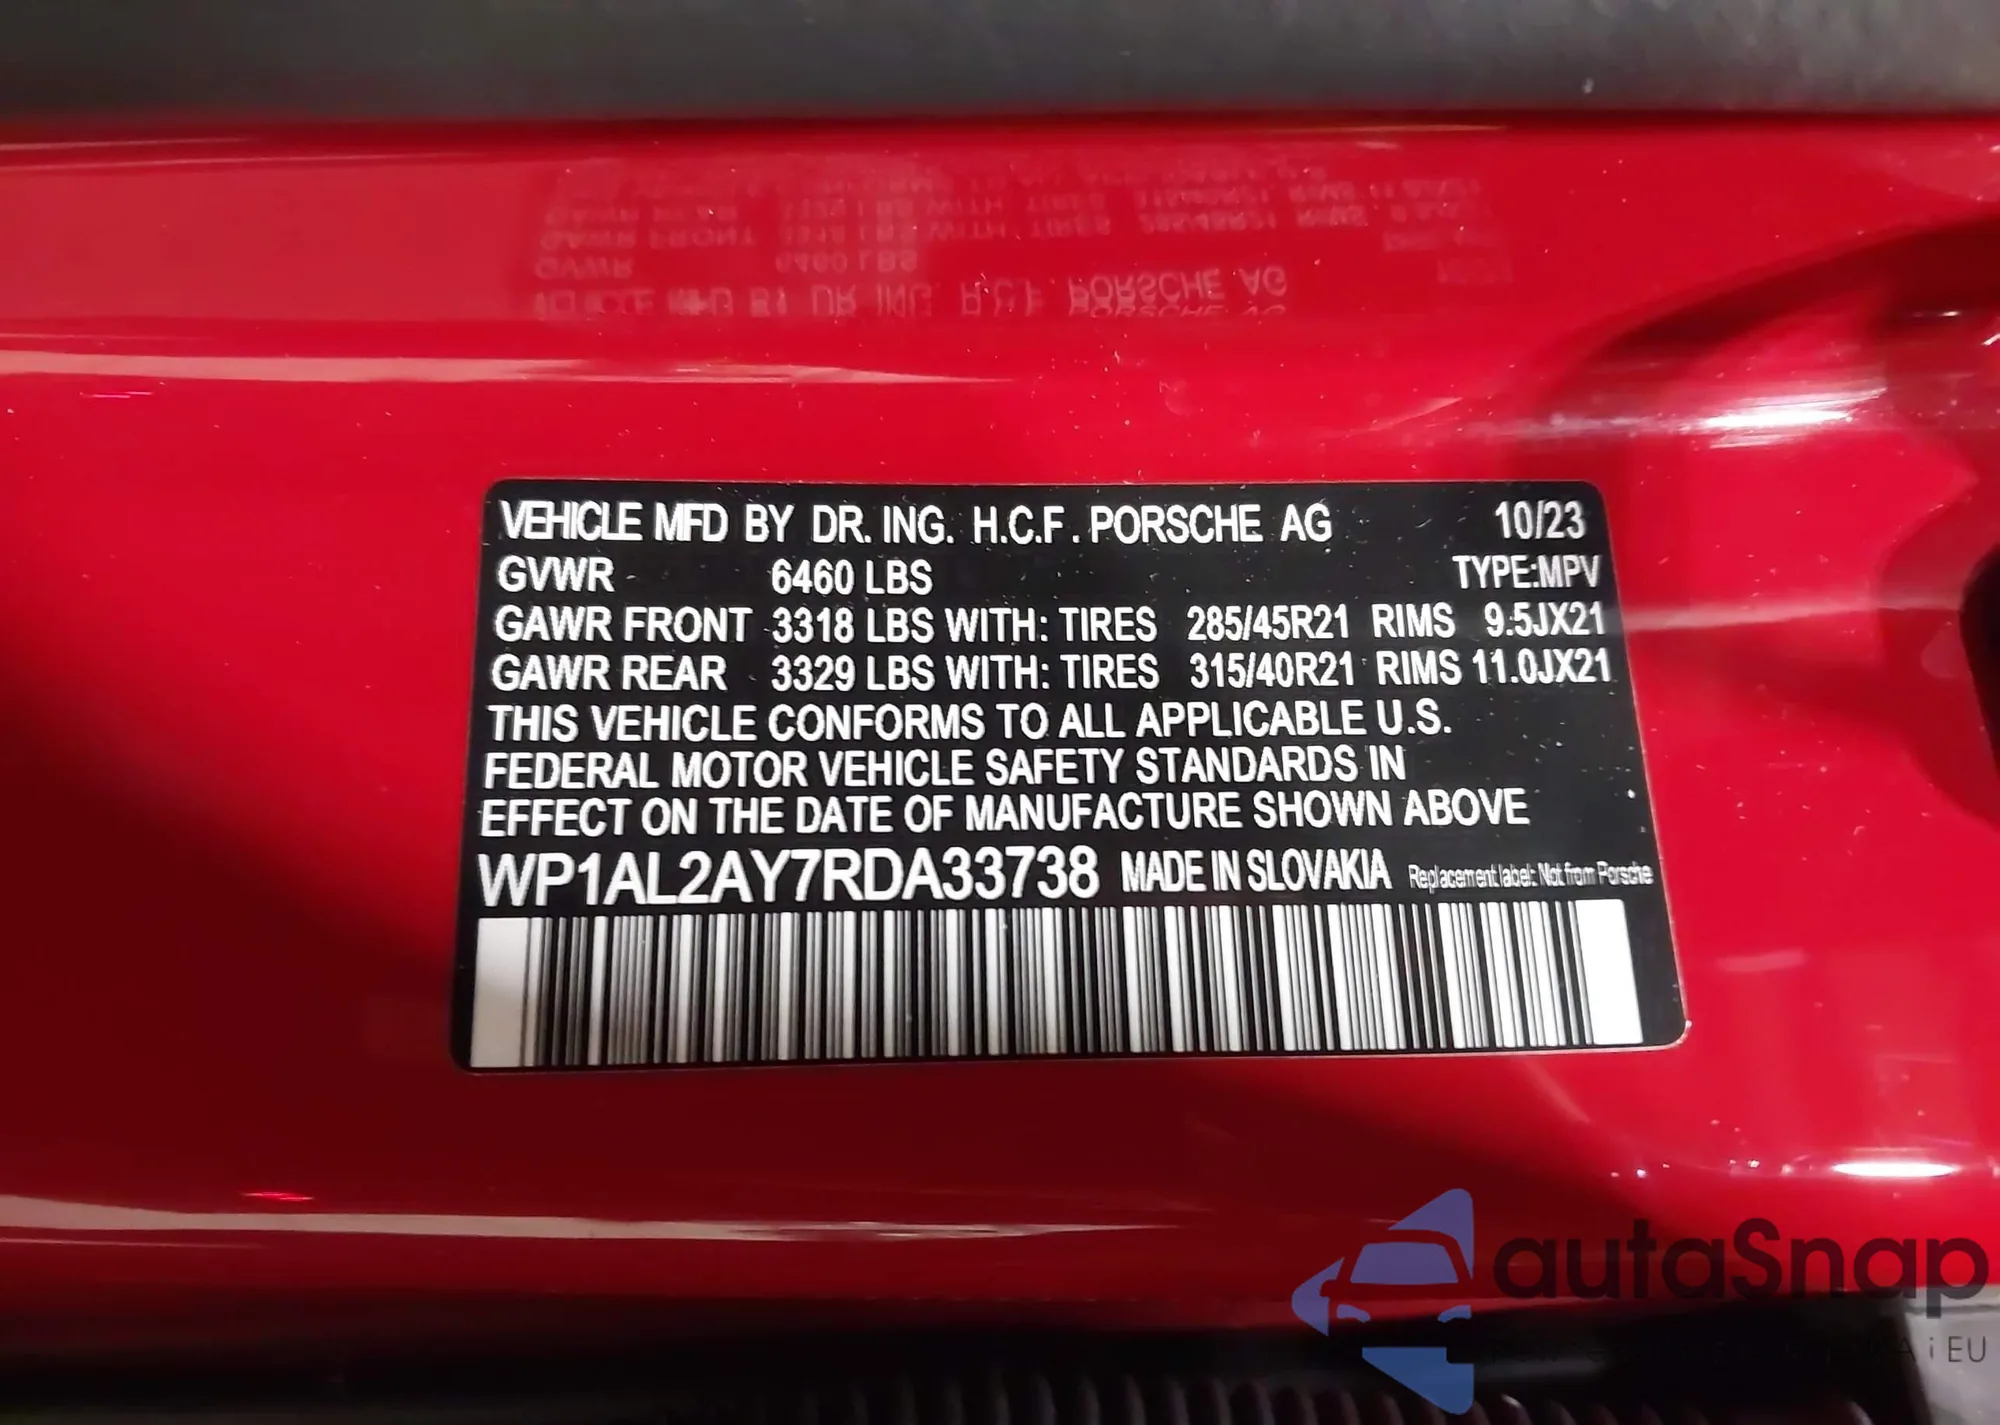 VEHICLE MFD BY DR. ING. H.C.F. PORSCHE AG 10/23
GVWR 6460 LBS TYPE:MPV
GAWR FRONT 3318 LBS WITH: TIRES 285/45R21 RIMS 9.5JX21
GAWR REAR 3329 LBS WITH: TIRES 315/40R21 RIMS 11.0JX21
THIS VEHICLE CONFORMS TO ALL APPLICABLE U.S.
FEDERAL MOTOR VEHICLE SAFETY STANDARDS IN
EFFECT ON THE DATE OF MANUFACTURE SHOWN ABOVE
WP1AL2AY7RDA33738 MADE IN SLOVAKIA Replacement label: Not from Porsche
autaSnap
i EU